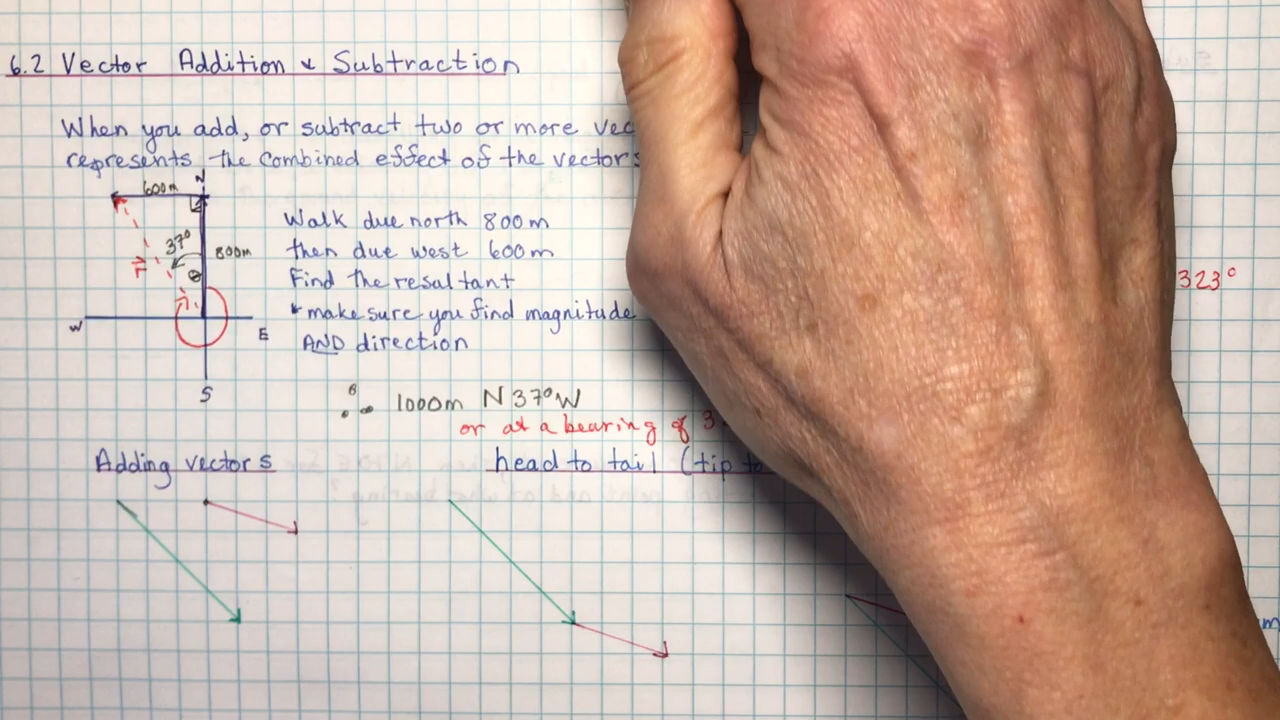 6.2 Vector Addition & Subtraction
When you add, or subtract two or more vec
represents the combined effect of the vectors
N
600m
37°
800m
θ
r
W
E
S
Walk due north 800m
then due west 600m
Find the resultant
*make sure you find magnitude
AND direction
323°
∴ 1000m N37°W
or at a bearing of 3
Adding vectors
head to tail (tip to